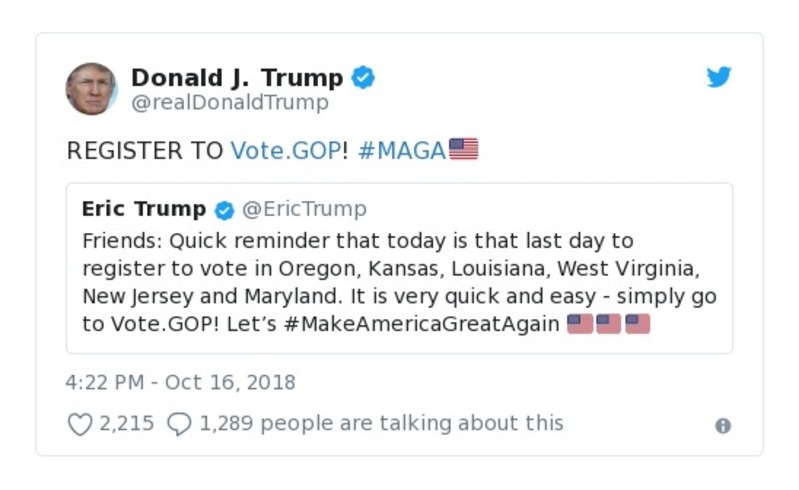 Donald J. Trump
@realDonaldTrump
REGISTER TO Vote.GOP! #MAGA🇺🇸
Eric Trump @EricTrump
Friends: Quick reminder that today is that last day to
register to vote in Oregon, Kansas, Louisiana, West Virginia,
New Jersey and Maryland. It is very quick and easy - simply go
to Vote.GOP! Let’s #MakeAmericaGreatAgain 🇺🇸🇺🇸🇺🇸
4:22 PM - Oct 16, 2018
2,215 1,289 people are talking about this